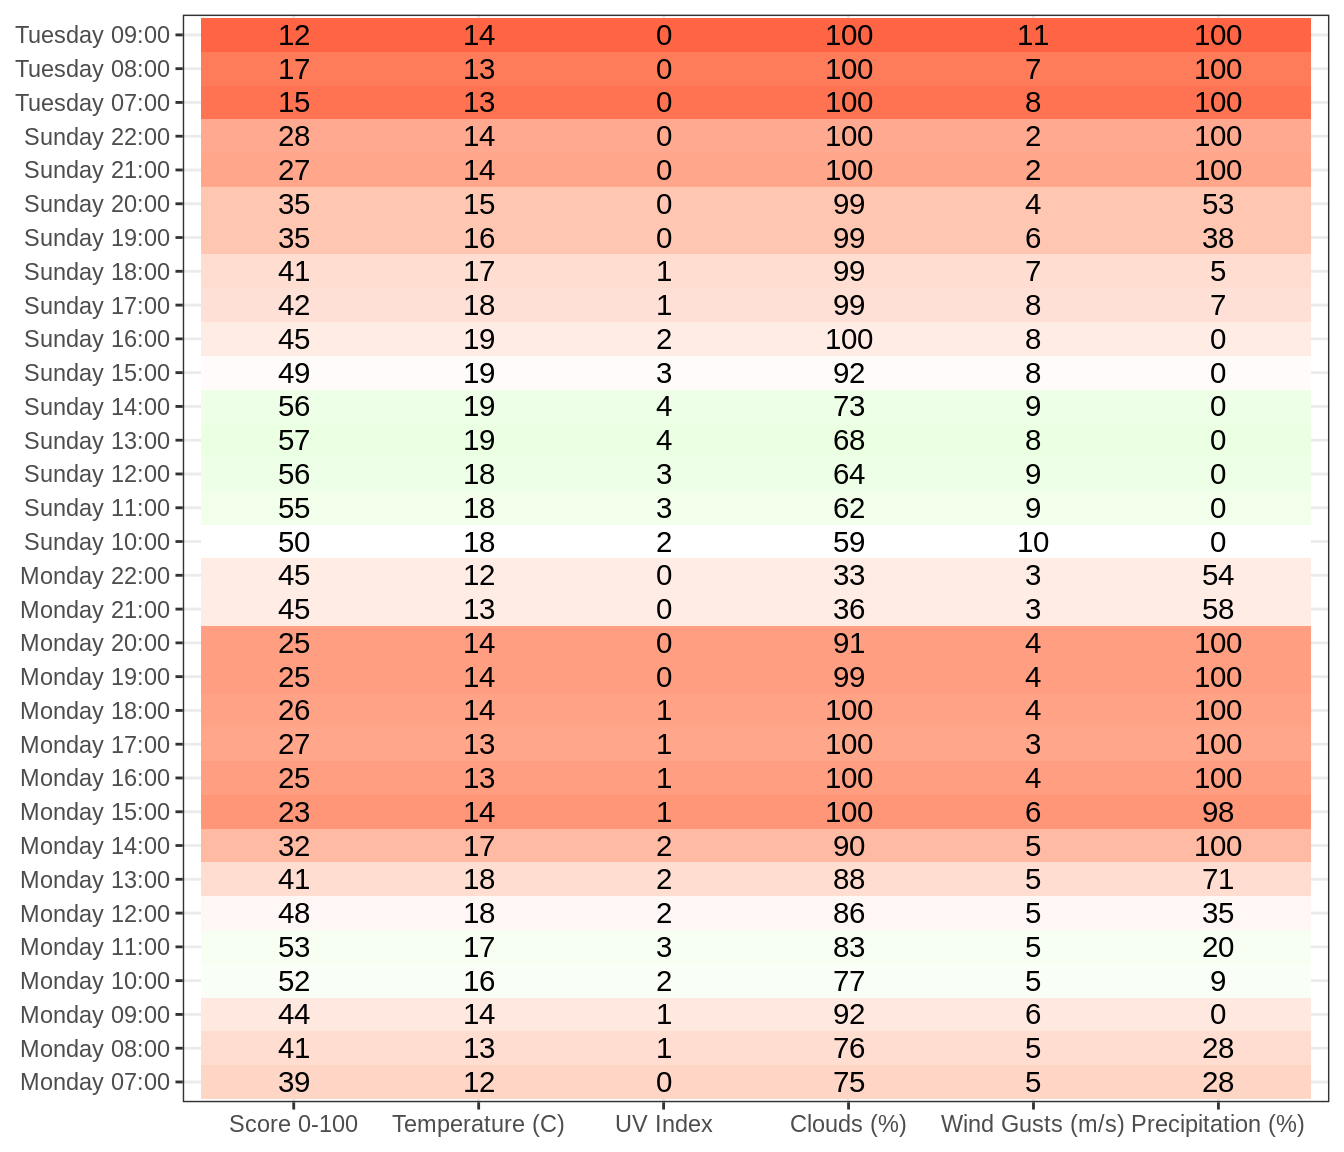 Tuesday 09:00 12 14 0 100 11 100
Tuesday 08:00 17 13 0 100 7 100
Tuesday 07:00 15 13 0 100 8 100
Sunday 22:00 28 14 0 100 2 100
Sunday 21:00 27 14 0 100 2 100
Sunday 20:00 35 15 0 99 4 53
Sunday 19:00 35 16 0 99 6 38
Sunday 18:00 41 17 1 99 7 5
Sunday 17:00 42 18 1 99 8 7
Sunday 16:00 45 19 2 100 8 0
Sunday 15:00 49 19 3 92 8 0
Sunday 14:00 56 19 4 73 9 0
Sunday 13:00 57 19 4 68 8 0
Sunday 12:00 56 18 3 64 9 0
Sunday 11:00 55 18 3 62 9 0
Sunday 10:00 50 18 2 59 10 0
Monday 22:00 45 12 0 33 3 54
Monday 21:00 45 13 0 36 3 58
Monday 20:00 25 14 0 91 4 100
Monday 19:00 25 14 0 99 4 100
Monday 18:00 26 14 1 100 4 100
Monday 17:00 27 13 1 100 3 100
Monday 16:00 25 13 1 100 4 100
Monday 15:00 23 14 1 100 6 98
Monday 14:00 32 17 2 90 5 100
Monday 13:00 41 18 2 88 5 71
Monday 12:00 48 18 2 86 5 35
Monday 11:00 53 17 3 83 5 20
Monday 10:00 52 16 2 77 5 9
Monday 09:00 44 14 1 92 6 0
Monday 08:00 41 13 1 76 5 28
Monday 07:00 39 12 0 75 5 28
Score 0-100 Temperature (C) UV Index Clouds (%) Wind Gusts (m/s) Precipitation (%)